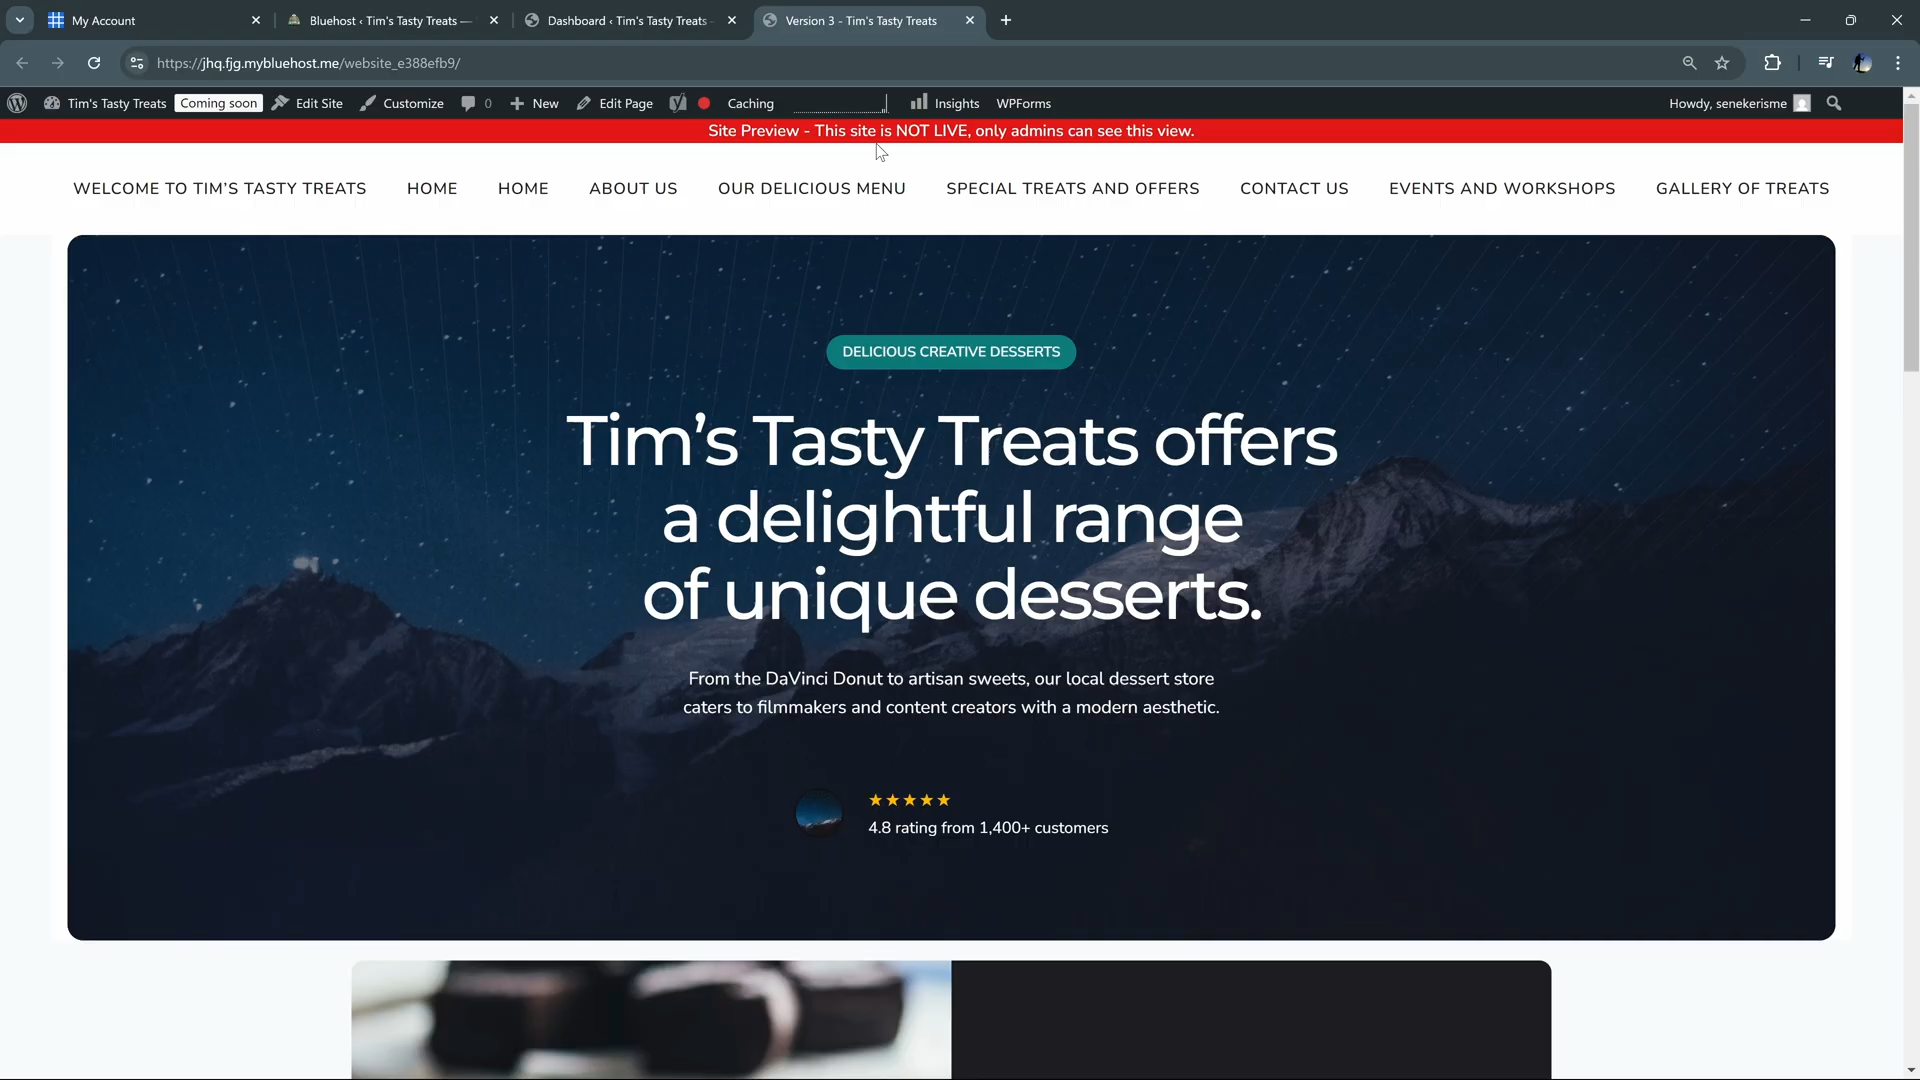 My Account
Bluehost ‹ Tim's Tasty Treats —
Dashboard ‹ Tim's Tasty Treats
Version 3 - Tim's Tasty Treats
https://jhq.fjg.mybluehost.me/website_e388efb9/
Tim's Tasty Treats
Coming soon
Edit Site
Customize
0
New
Edit Page
Caching
Insights
WPForms
Howdy, senekerisme
Site Preview - This site is NOT LIVE, only admins can see this view.
WELCOME TO TIM’S TASTY TREATS
HOME
HOME
ABOUT US
OUR DELICIOUS MENU
SPECIAL TREATS AND OFFERS
CONTACT US
EVENTS AND WORKSHOPS
GALLERY OF TREATS
DELICIOUS CREATIVE DESSERTS
Tim’s Tasty Treats offers
a delightful range
of unique desserts.
From the DaVinci Donut to artisan sweets, our local dessert store
caters to filmmakers and content creators with a modern aesthetic.
★★★★★
4.8 rating from 1,400+ customers